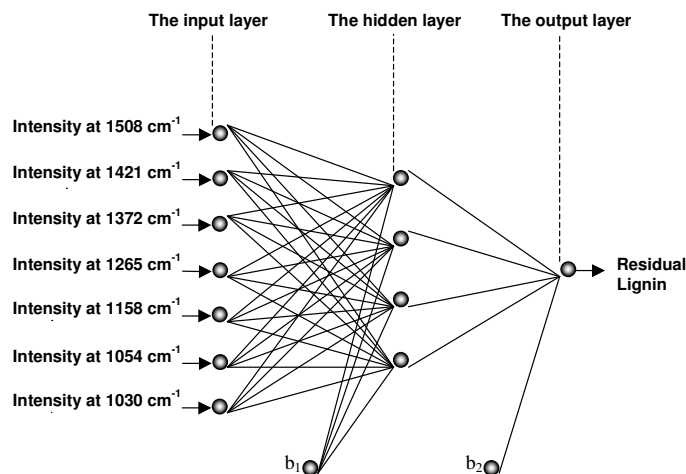 The input layer The hidden layer The output layer
Intensity at 1508 cm-1
Intensity at 1421 cm-1
Intensity at 1372 cm-1
Intensity at 1265 cm-1
Intensity at 1158 cm-1
Intensity at 1054 cm-1
Intensity at 1030 cm-1
Residual
Lignin
b1 b2